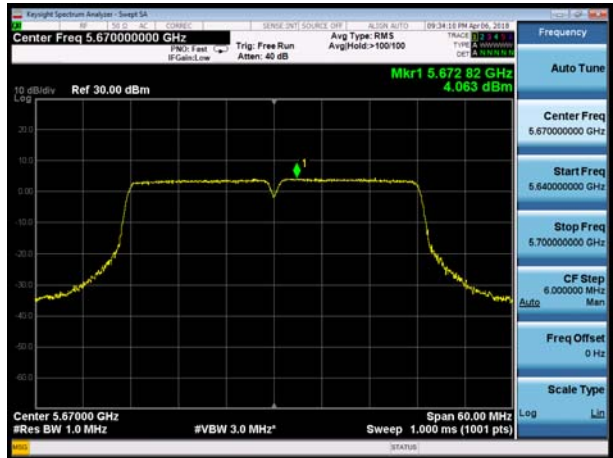 Keysight Spectrum Analyzer - Swept SA
RF 50 Ω AC CORREC SENSE:INT SOURCE OFF ALIGN AUTO 09:34:10 PM Apr 06, 2018
Center Freq 5.670000000 GHz
PNO: Fast
IFGain:Low
Trig: Free Run
Atten: 40 dB
Avg Type: RMS
Avg|Hold:>100/100
TRACE 1 2 3 4 5 6
TYPE A WWWWW
DET A N N N N N
Mkr1 5.672 82 GHz
4.063 dBm
10 dB/div Ref 30.00 dBm
Log
20.0
10.0
0.00
-10.0
-20.0
-30.0
-40.0
-50.0
-60.0
1
Center 5.67000 GHz
Span 60.00 MHz
#Res BW 1.0 MHz
#VBW 3.0 MHz*
Sweep 1.000 ms (1001 pts)
MSG
STATUS
Frequency
Auto Tune
Center Freq
5.670000000 GHz
Start Freq
5.640000000 GHz
Stop Freq
5.700000000 GHz
CF Step
6.000000 MHz
Auto Man
Freq Offset
0 Hz
Scale Type
Log Lin